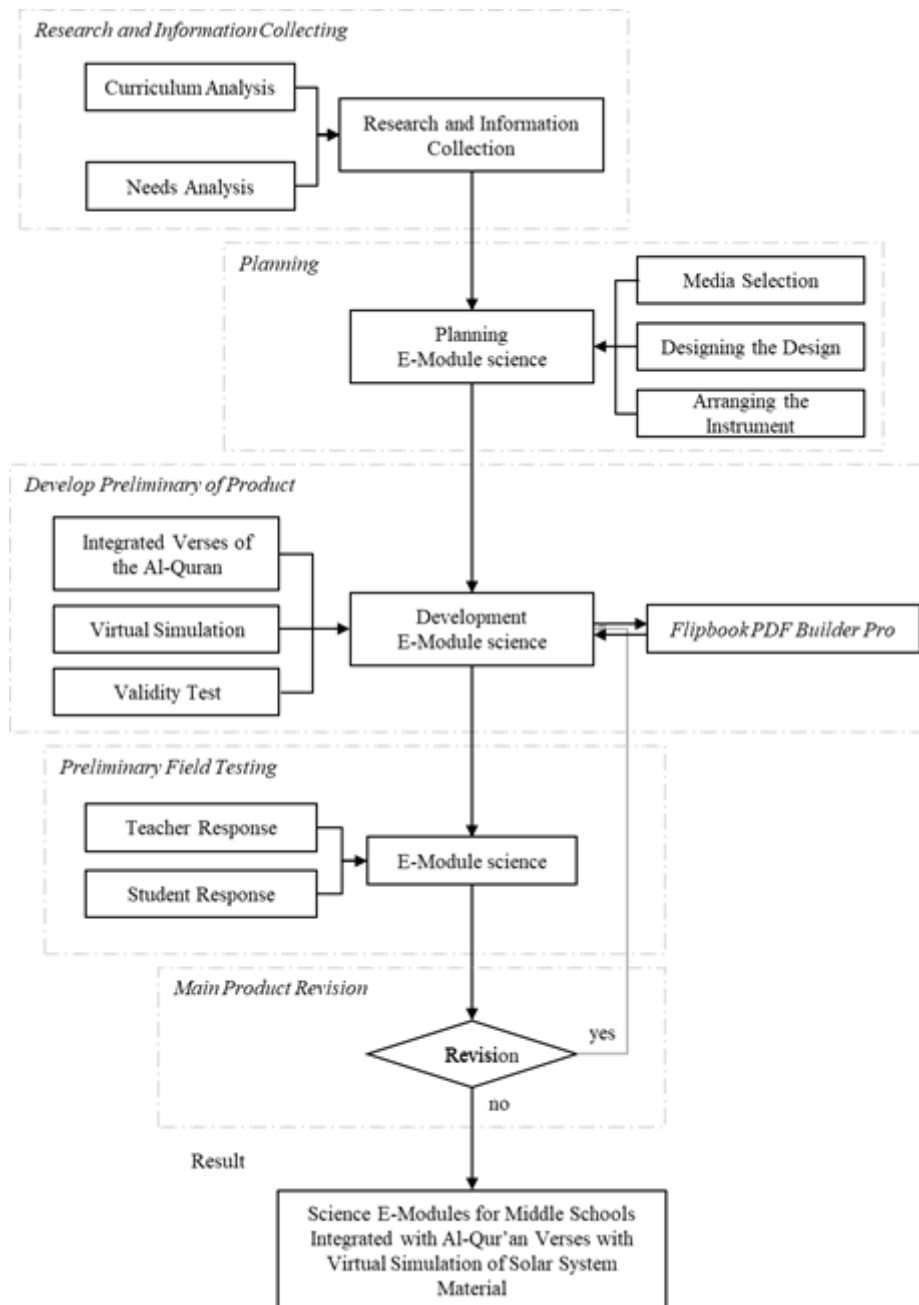 Research and Information Collecting
Curriculum Analysis
Needs Analysis
Research and Information
Collection
Planning
Planning
E-Module science
Media Selection
Designing the Design
Arranging the
Instrument
Develop Preliminary of Product
Integrated Verses of
the Al-Quran
Virtual Simulation
Validity Test
Development
E-Module science
Flipbook PDF Builder Pro
Preliminary Field Testing
Teacher Response
Student Response
E-Module science
Main Product Revision
Revision
yes
no
Result
Science E-Modules for Middle Schools
Integrated with Al-Qur'an Verses with
Virtual Simulation of Solar System
Material